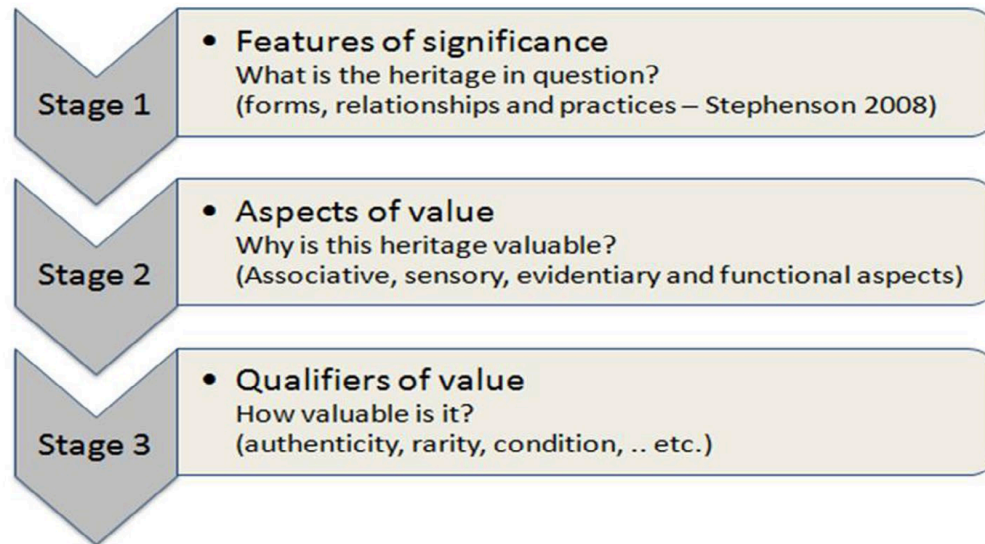 Stage 1
• Features of significance
What is the heritage in question?
(forms, relationships and practices – Stephenson 2008)
Stage 2
• Aspects of value
Why is this heritage valuable?
(Associative, sensory, evidentiary and functional aspects)
Stage 3
• Qualifiers of value
How valuable is it?
(authenticity, rarity, condition, .. etc.)